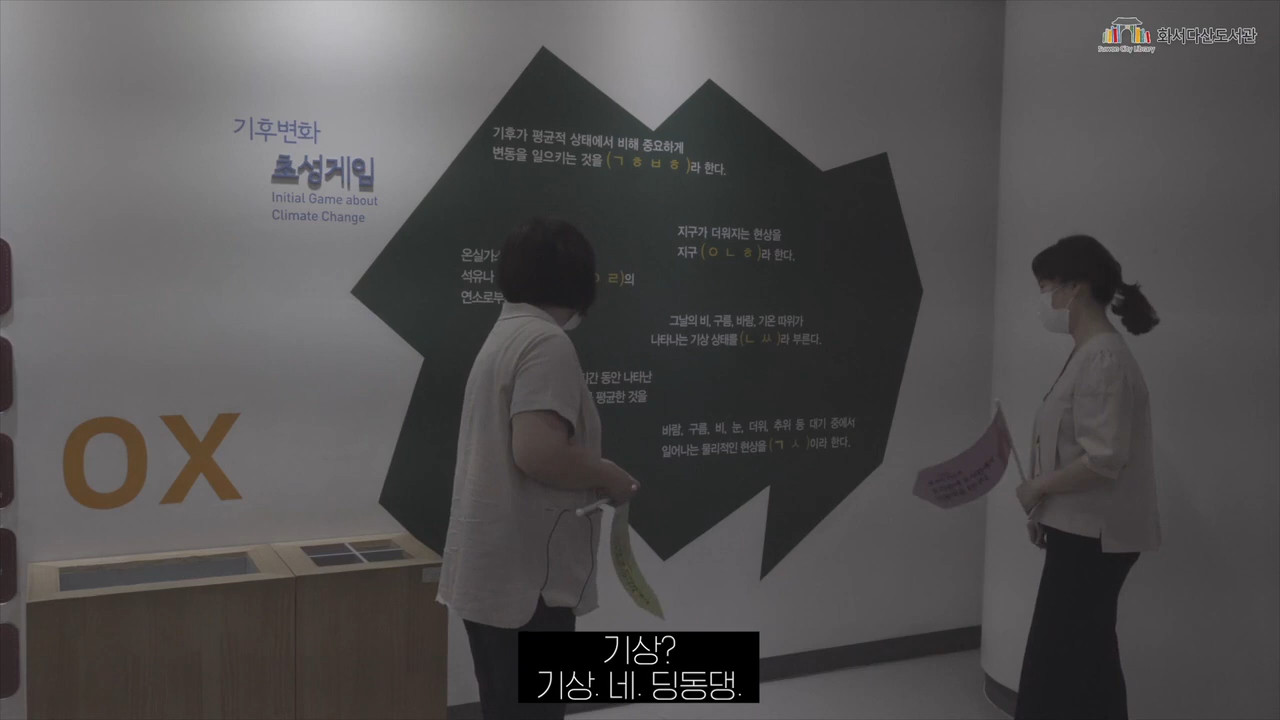 화서다산도서관
Suwon City Library
기후변화
초성게임
Initial Game about
Climate Change
기후가 평균적 상태에서 비해 중요하게
변동을 일으키는 것을 (ㄱ ㅎ ㅂ ㅎ)라 한다.
지구가 더워지는 현상을
지구 (ㅇ ㄴ ㅎ)라 한다.
석유나 ㄹ)의
그날의 비, 구름, 바람, 기온 따위가
나타나는 기상 상태를 (ㄴ ㅆ)라 부른다.
동안 나타난
평균한 것을
바람, 구름, 비, 눈, 더위, 추위 등 대기 중에서
일어나는 물리적인 현상을 (ㄱ ㅅ)이라 한다.
OX
기상?
기상. 네. 딩동댕.